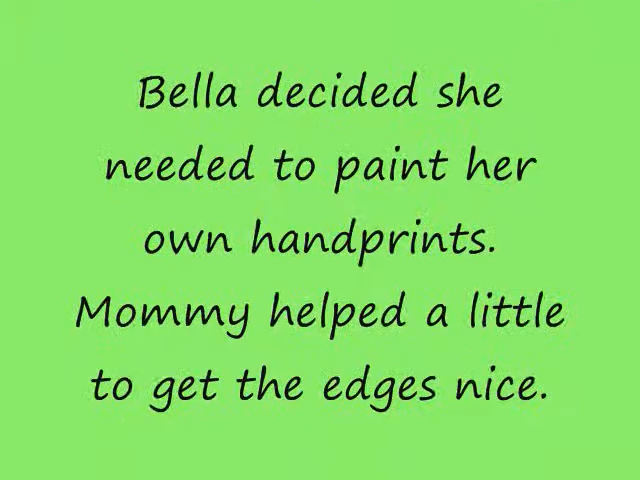 Bella decided she
needed to paint her
own handprints.
Mommy helped a little
to get the edges nice.